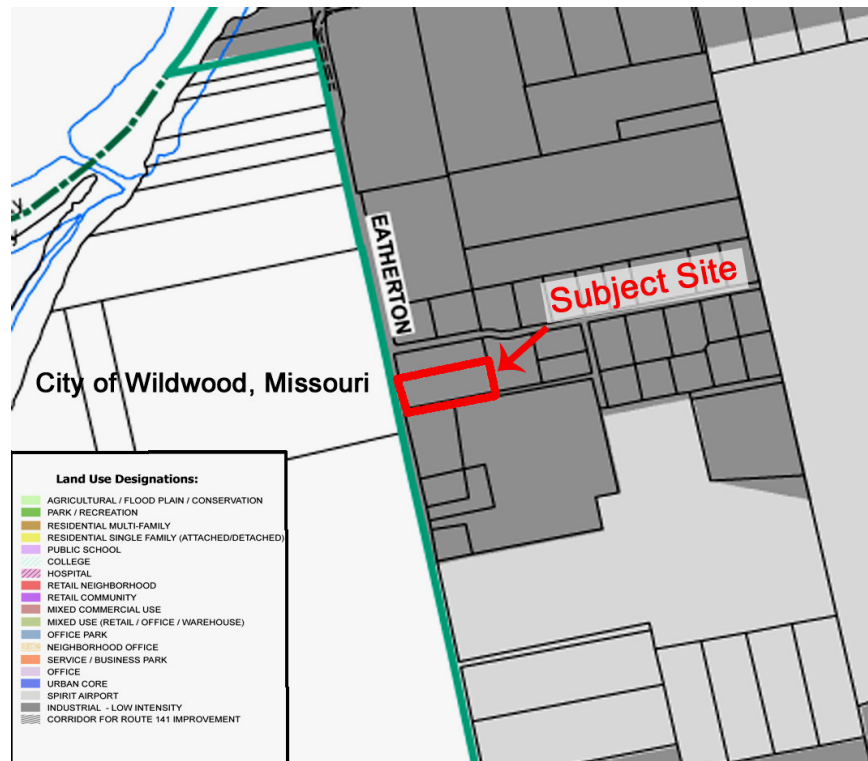 EATHERTON
Subject Site
City of Wildwood, Missouri
Land Use Designations:
AGRICULTURAL / FLOOD PLAIN / CONSERVATION
PARK / RECREATION
RESIDENTIAL MULTI-FAMILY
RESIDENTIAL SINGLE FAMILY (ATTACHED/DETACHED)
PUBLIC SCHOOL
COLLEGE
HOSPITAL
RETAIL NEIGHBORHOOD
RETAIL COMMUNITY
MIXED COMMERCIAL USE
MIXED USE (RETAIL / OFFICE / WAREHOUSE)
OFFICE PARK
NEIGHBORHOOD OFFICE
SERVICE / BUSINESS PARK
OFFICE
URBAN CORE
SPIRIT AIRPORT
INDUSTRIAL - LOW INTENSITY
CORRIDOR FOR ROUTE 141 IMPROVEMENT